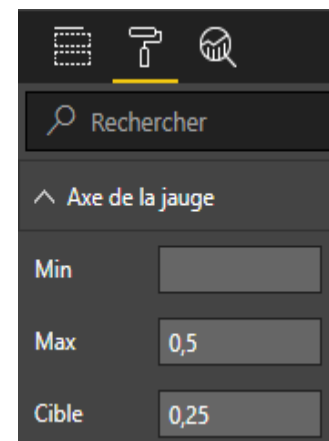 Rechercher
Axe de la jauge
Min
Max 0,5
Cible 0,25